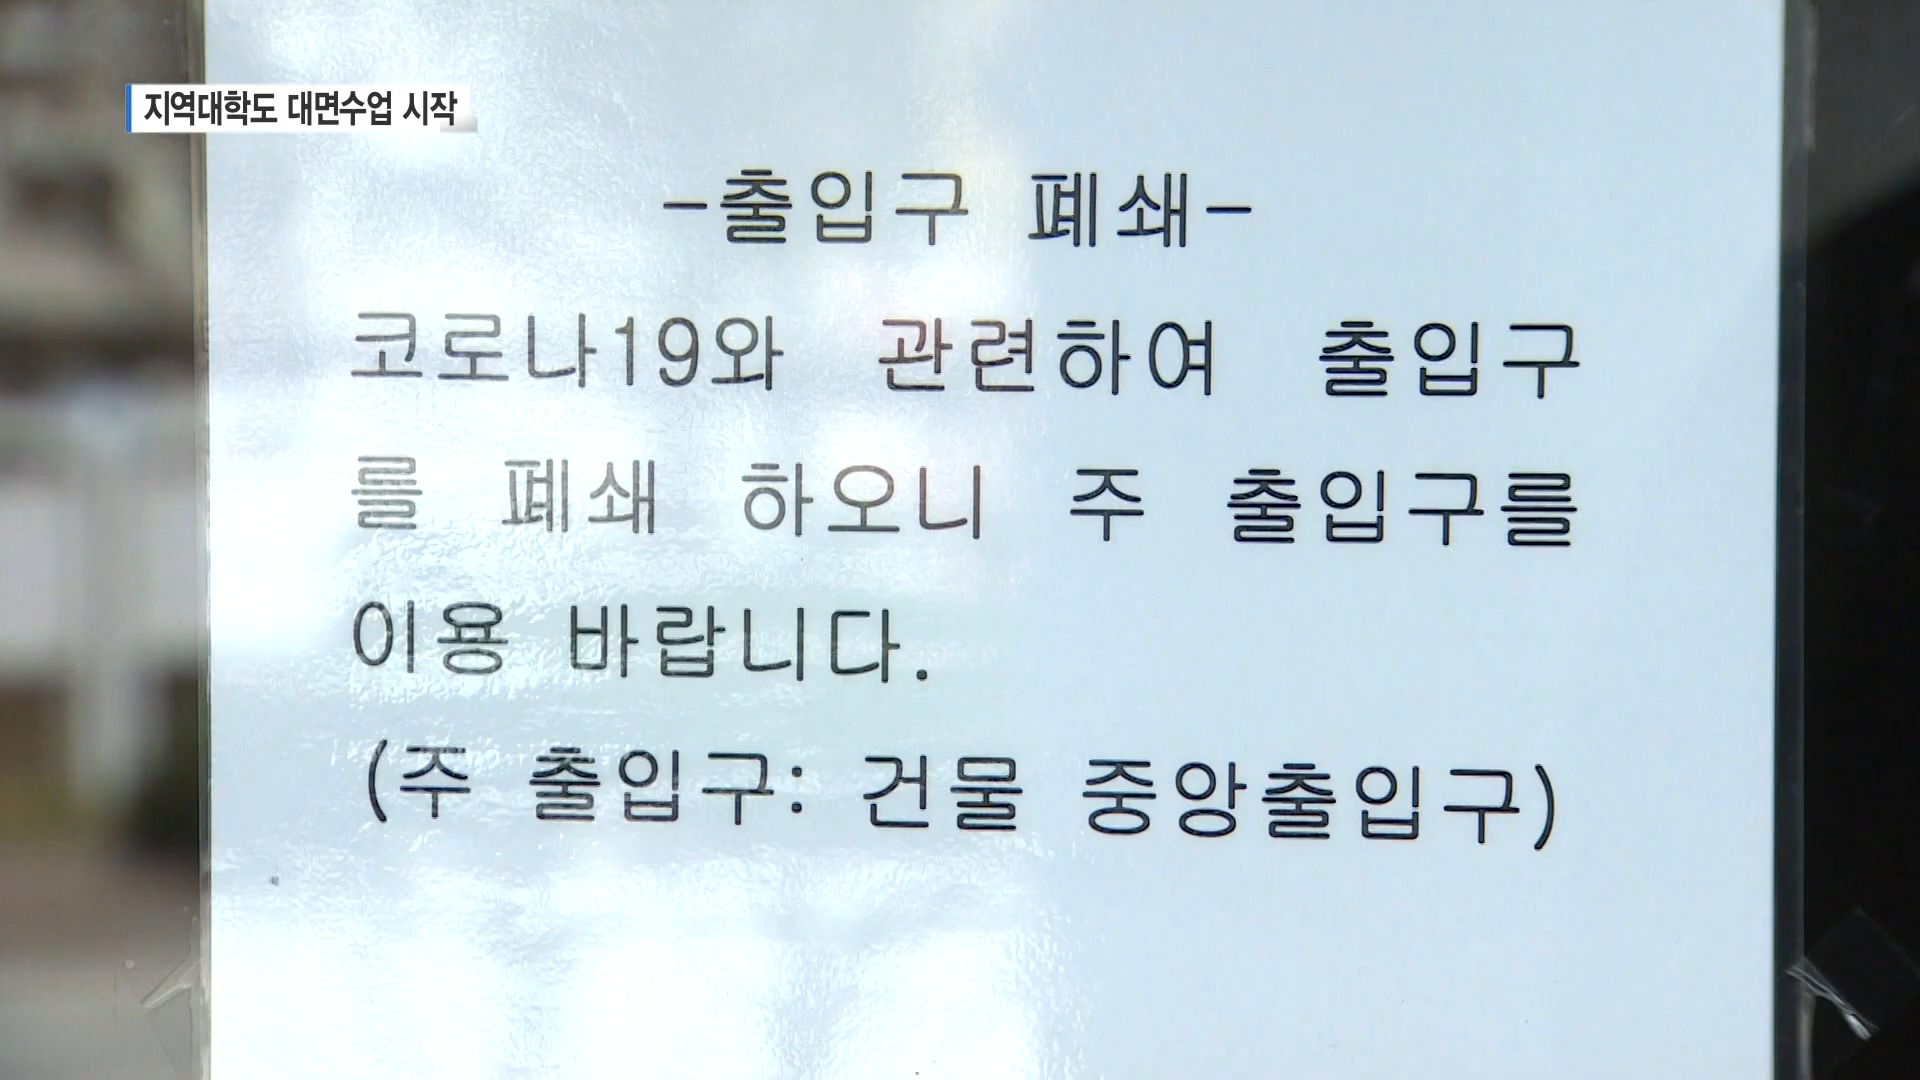 지역대학도 대면수업 시작
-출입구 폐쇄-
코로나19와 관련하여 출입구
를 폐쇄 하오니 주 출입구를
이용 바랍니다.
(주 출입구: 건물 중앙출입구)